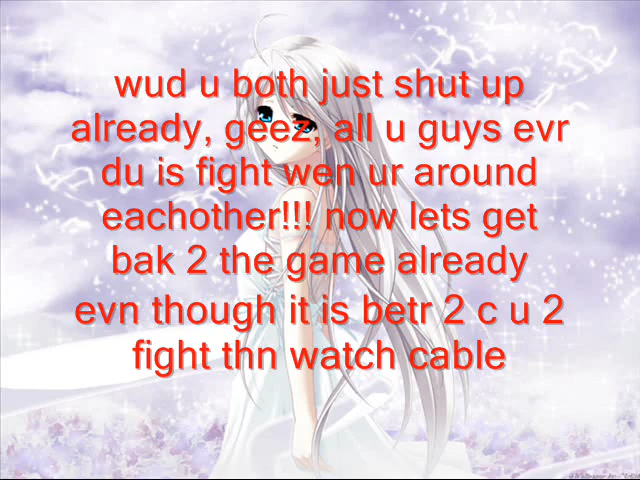 wud u both just shut up
already, geez, all u guys evr
du is fight wen ur around
eachother!!! now lets get
bak 2 the game already
evn though it is betr 2 c u 2
fight thn watch cable